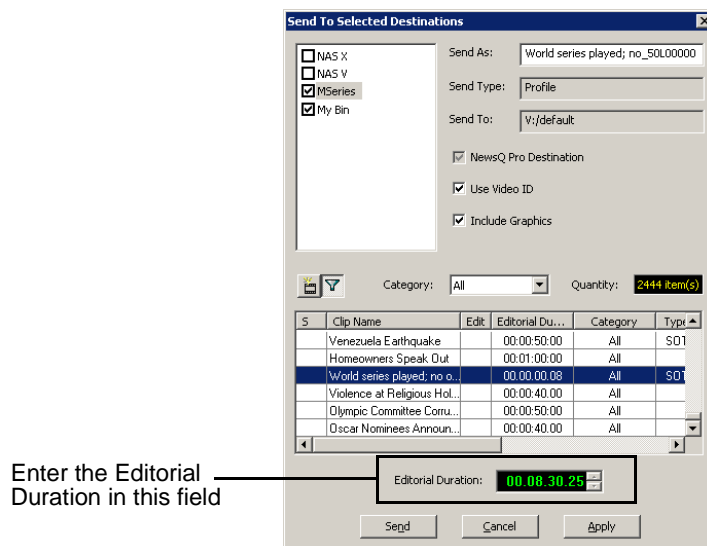 Send To Selected Destinations
NAS X
NAS V
MSeries
My Bin
Send As: World series played; no_50L00000
Send Type: Profile
Send To: V:/default
NewsQ Pro Destination
Use Video ID
Include Graphics
Category: All Quantity: 2444 item(s)
S Clip Name Edit Editorial Du... Category Type
Venezuela Earthquake 00:00:50:00 All SOT
Homeowners Speak Out 00:01:00:00 All
World series played; no o... 00.00.00.08 All SOT
Violence at Religious Hol... 00:00:40.00 All
Olympic Committee Corru... 00:00:50:00 All
Oscar Nominees Announ... 00:00:40.00 All
Enter the Editorial
Duration in this field
Editorial Duration: 00.08.30.25
Send Cancel Apply